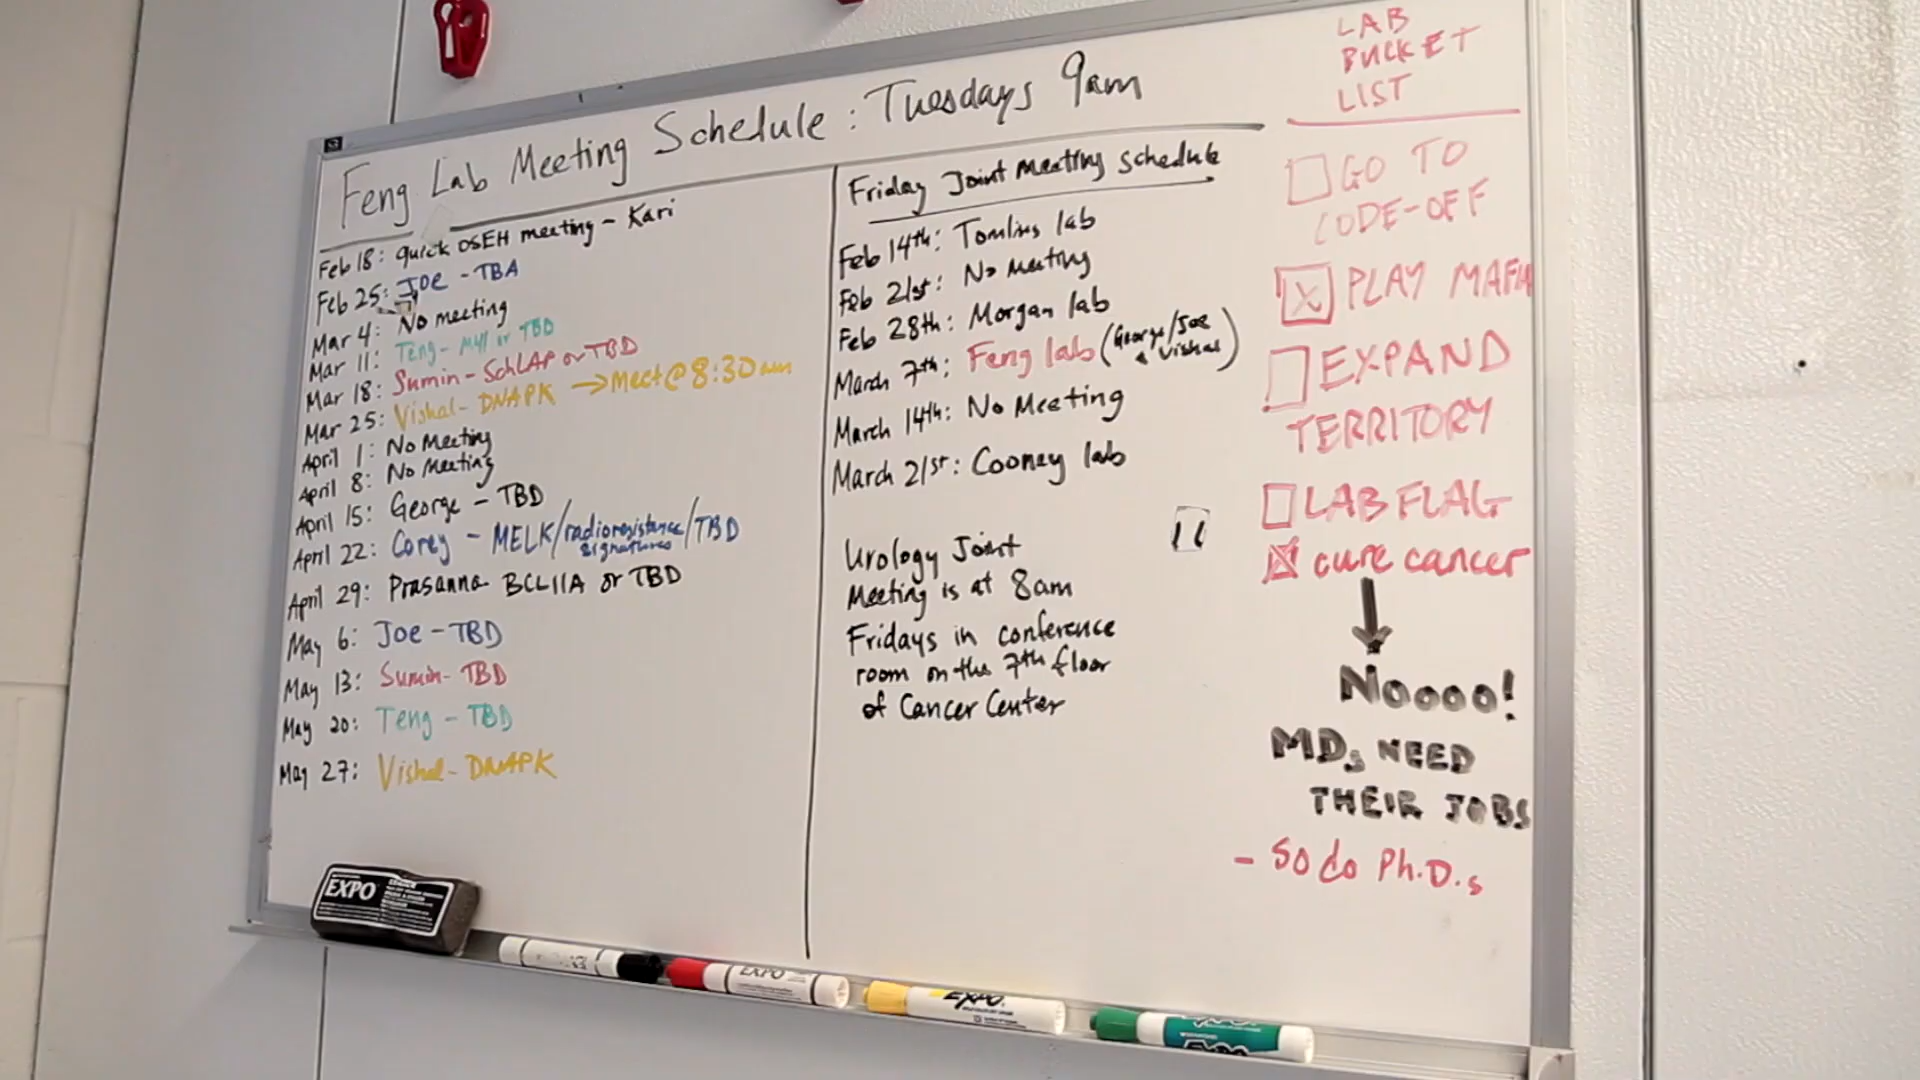 Feng Lab Meeting Schedule: Tuesdays 9am
Feb 18: quick OSEH meeting - Kari
Feb 25: Joe - TBA
Mar 4: No meeting
Mar 11: Teng - MYI or TBD
Mar 18: Sumin - SchLAP or TBD
Mar 25: Vishal - DNAPK → Meet @ 8:30am
April 1: No Meeting
April 8: No Meeting
April 15: George - TBD
April 22: Corey - MELK/radioresistance signatures/TBD
April 29: Prasanna BCL11A or TBD
May 6: Joe - TBD
May 13: Sumin - TBD
May 20: Teng - TBD
May 27: Vishal - DNAPK
Friday Joint Meeting Schedule
Feb 14th: Tomlins lab
Feb 21st: No Meeting
Feb 28th: Morgan lab
March 7th: Feng lab (George/Joe & Vishal)
March 14th: No Meeting
March 21st: Cooney lab
Urology Joint
Meeting is at 8am
Fridays in conference
room on the 7th floor
of Cancer Center
LAB
BUCKET
LIST
GO TO
CODE-OFF
PLAY MAFIA
EXPAND
TERRITORY
LAB FLAG
cure cancer
Noooo!
MDs NEED
THEIR JOBS
- So do Ph.D.s
EXPO
EXPO
EXPO
EXPO